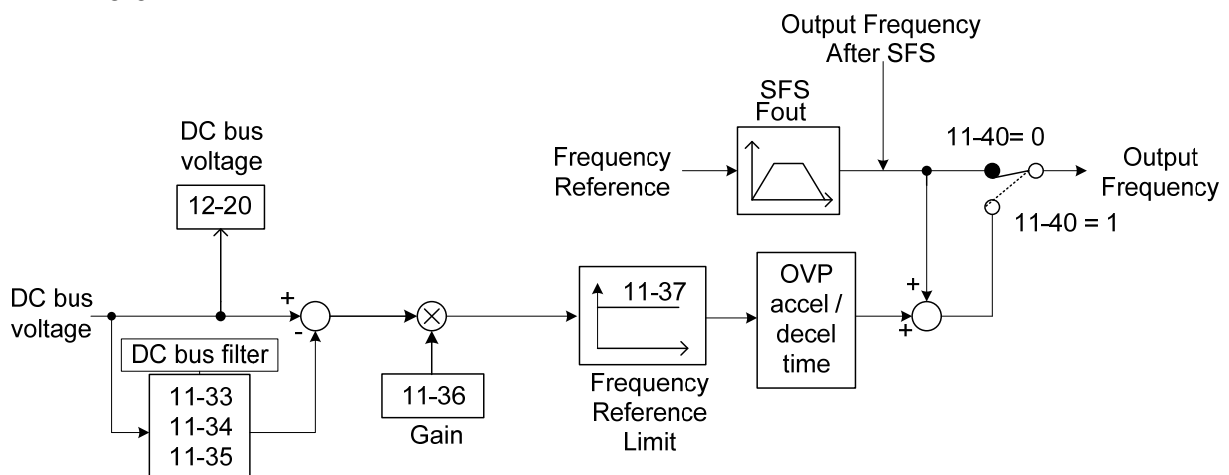 Output Frequency
After SFS
SFS
Fout
DC bus
voltage
12-20
Frequency
Reference
11-40= 0
Output
Frequency
11-40 = 1
DC bus
voltage
+
-
DC bus filter
11-33
11-34
11-35
11-36
Gain
11-37
Frequency
Reference
Limit
OVP
accel /
decel
time
+
+